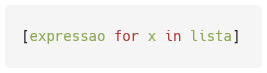 [expressao for x in lista]